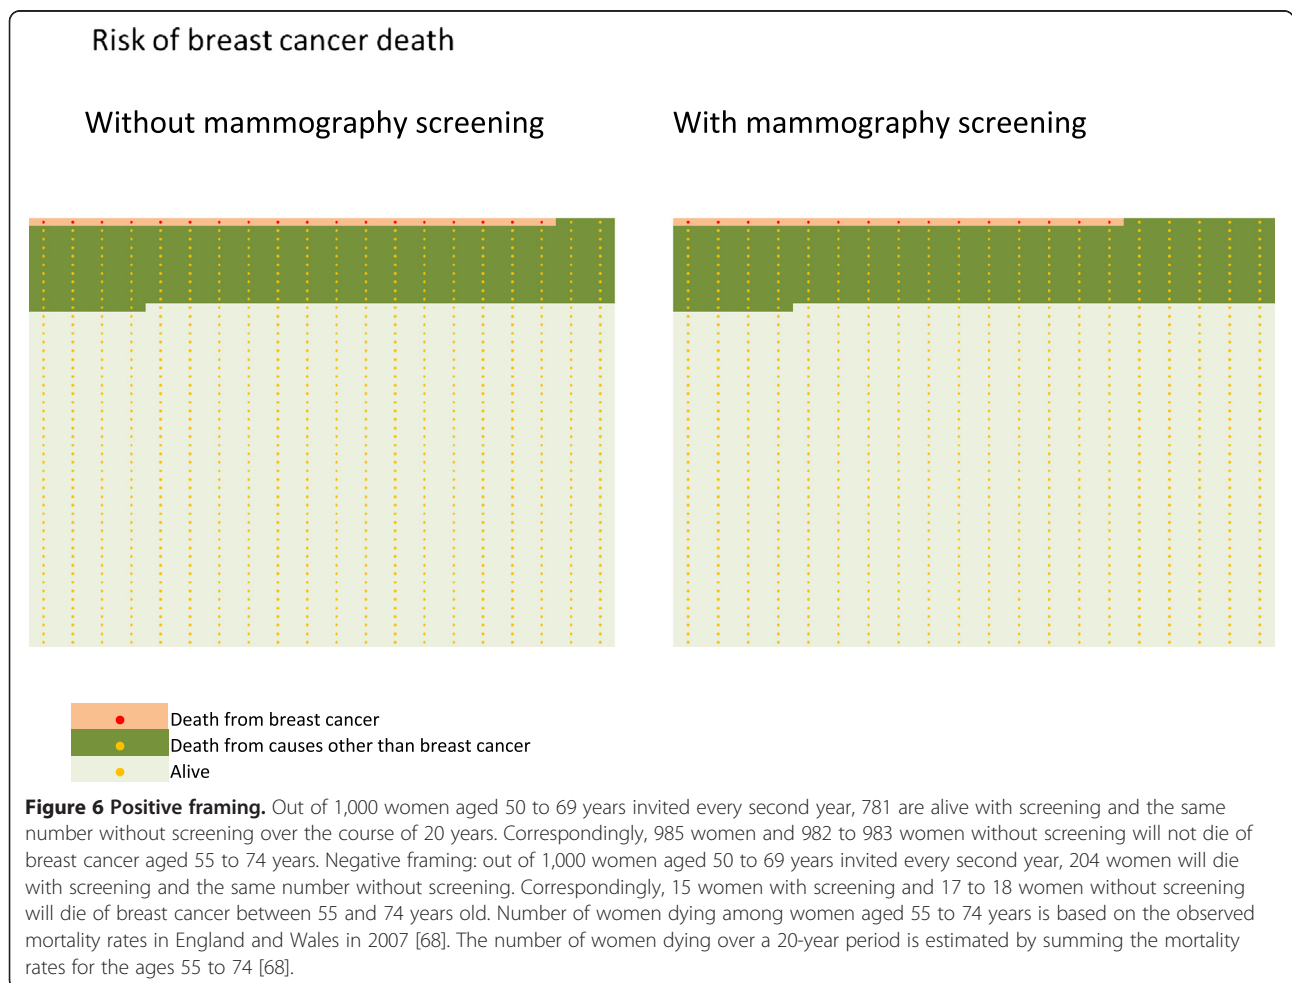 Risk of breast cancer death
Without mammography screening
With mammography screening
Death from breast cancer
Death from causes other than breast cancer
Alive
Figure 6 Positive framing. Out of 1,000 women aged 50 to 69 years invited every second year, 781 are alive with screening and the same
number without screening over the course of 20 years. Correspondingly, 985 women and 982 to 983 women without screening will not die of
breast cancer aged 55 to 74 years. Negative framing: out of 1,000 women aged 50 to 69 years invited every second year, 204 women will die
with screening and the same number without screening. Correspondingly, 15 women with screening and 17 to 18 women without screening
will die of breast cancer between 55 and 74 years old. Number of women dying among women aged 55 to 74 years is based on the observed
mortality rates in England and Wales in 2007 [68]. The number of women dying over a 20-year period is estimated by summing the mortality
rates for the ages 55 to 74 [68].